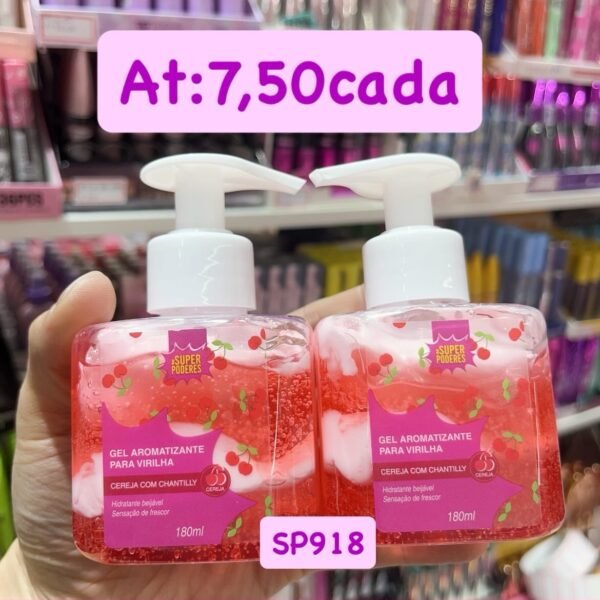 At:7,50cada
SUPER
PODERES
GEL AROMATIZANTE
PARA VIRILHA
CEREJA COM CHANTILLY
CEREJA
Hidratante beijável
Sensação de frescor
180ml
SUPER
PODERES
GEL AROMATIZANTE
PARA VIRILHA
CEREJA COM CHANTILLY
CEREJA
Hidratante beijável
Sensação de frescor
180ml
SP918